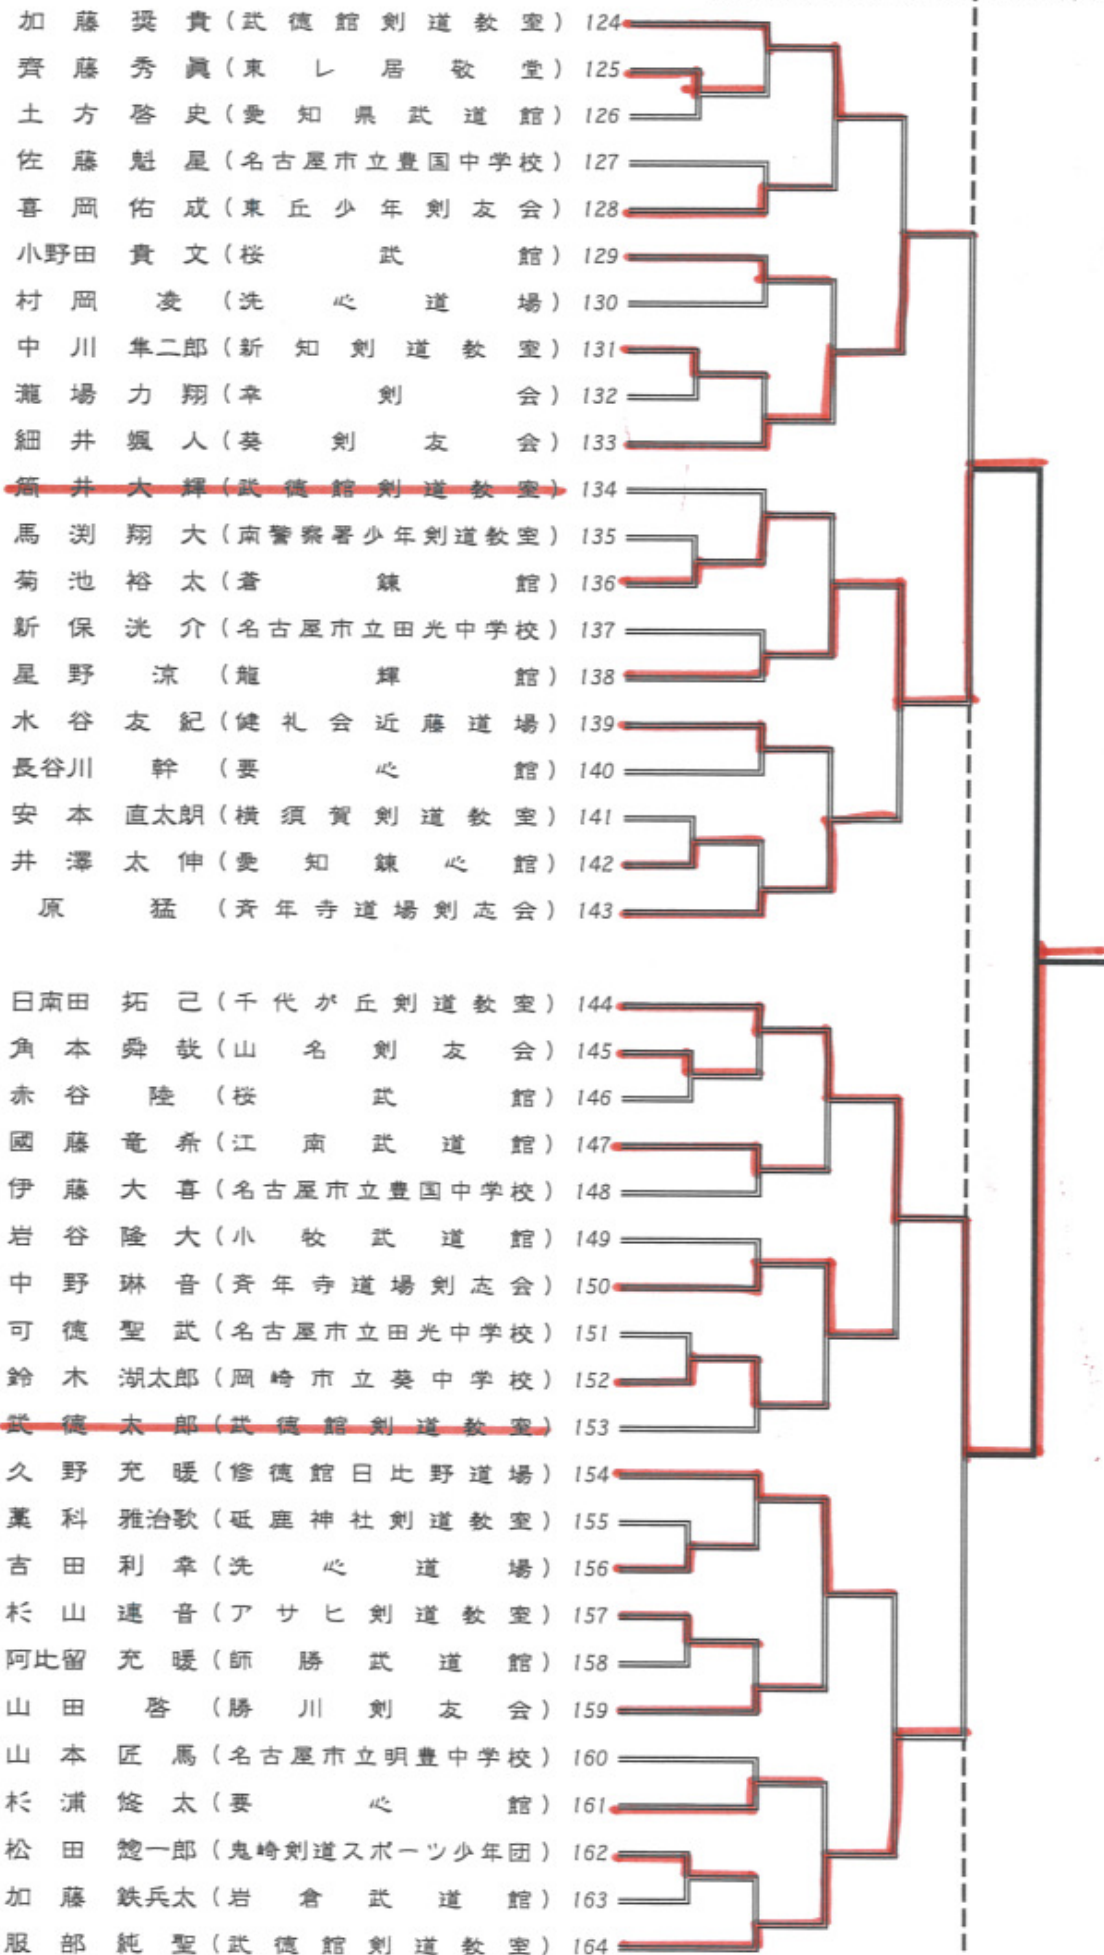 加藤奨貴(武徳館剣道教室) 124
齊藤秀眞(東レ居敬堂) 125
土方啓史(愛知県武道館) 126
佐藤魁星(名古屋市立豊国中学校) 127
喜岡佑成(東丘少年剣友会) 128
小野田貴文(桜武館) 129
村岡凌(洗心道場) 130
中川隼二郎(新知剣道教室) 131
瀧場力翔(幸剣会) 132
細井颯人(葵剣友会) 133
筒井大輝(武徳館剣道教室) 134
馬渕翔大(南警察署少年剣道教室) 135
菊池裕太(蒼錬館) 136
新保洸介(名古屋市立田光中学校) 137
星野涼(龍輝館) 138
水谷友紀(健礼会近藤道場) 139
長谷川幹(要心館) 140
安本直太朗(横須賀剣道教室) 141
井澤太伸(愛知錬心館) 142
原猛(斉年寺道場剣志会) 143
日南田拓己(千代が丘剣道教室) 144
角本舜哉(山名剣友会) 145
赤谷陸(桜武館) 146
國藤竜希(江南武道館) 147
伊藤大喜(名古屋市立豊国中学校) 148
岩谷隆大(小牧武道館) 149
中野琳音(斉年寺道場剣志会) 150
可徳聖武(名古屋市立田光中学校) 151
鈴木湖太郎(岡崎市立葵中学校) 152
武徳太郎(武徳館剣道教室) 153
久野充暖(修徳館日比野道場) 154
藁科雅治歌(砥鹿神社剣道教室) 155
吉田利幸(洗心道場) 156
杉山連音(アサヒ剣道教室) 157
阿比留充暖(師勝武道館) 158
山田啓(勝川剣友会) 159
山本匠馬(名古屋市立明豊中学校) 160
杉浦悠太(要心館) 161
松田惣一郎(鬼崎剣道スポーツ少年団) 162
加藤鉄兵太(岩倉武道館) 163
服部純聖(武徳館剣道教室) 164